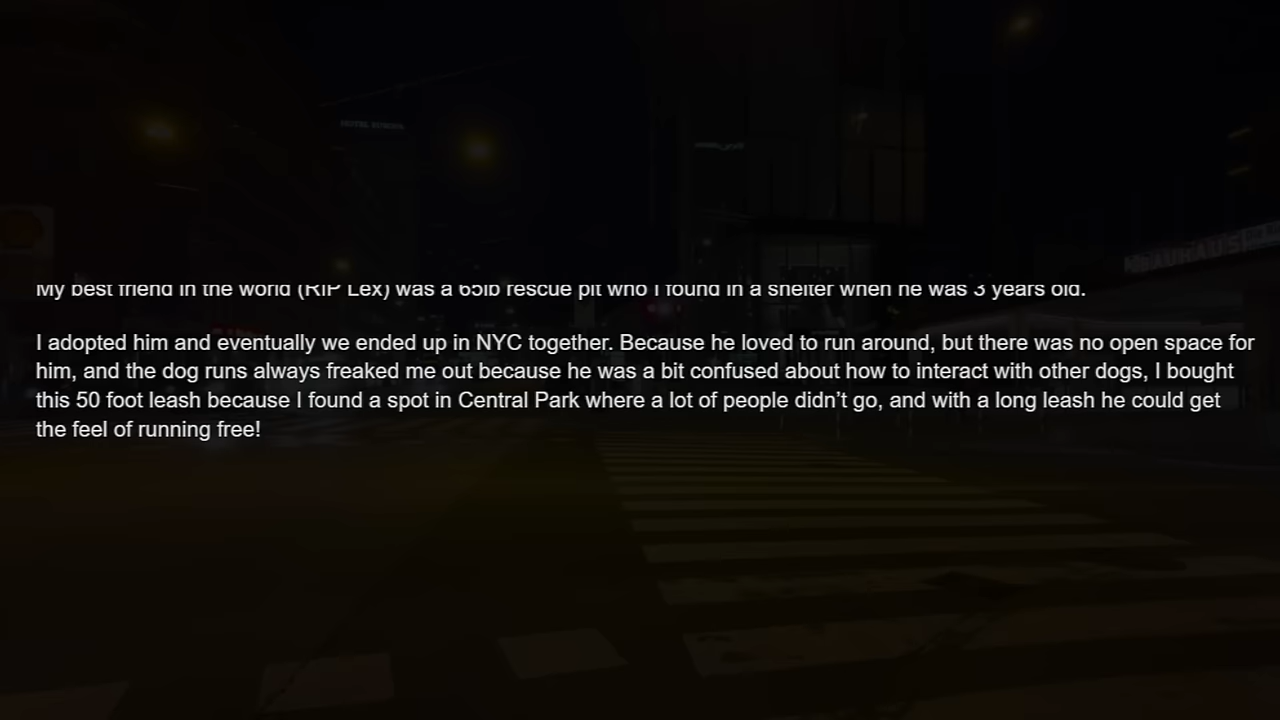 My best friend in the world (RIP Lex) was a 65lb rescue pit who I found in a shelter when he was 3 years old.
I adopted him and eventually we ended up in NYC together. Because he loved to run around, but there was no open space for
him, and the dog runs always freaked me out because he was a bit confused about how to interact with other dogs, I bought
this 50 foot leash because I found a spot in Central Park where a lot of people didn’t go, and with a long leash he could get
the feel of running free!